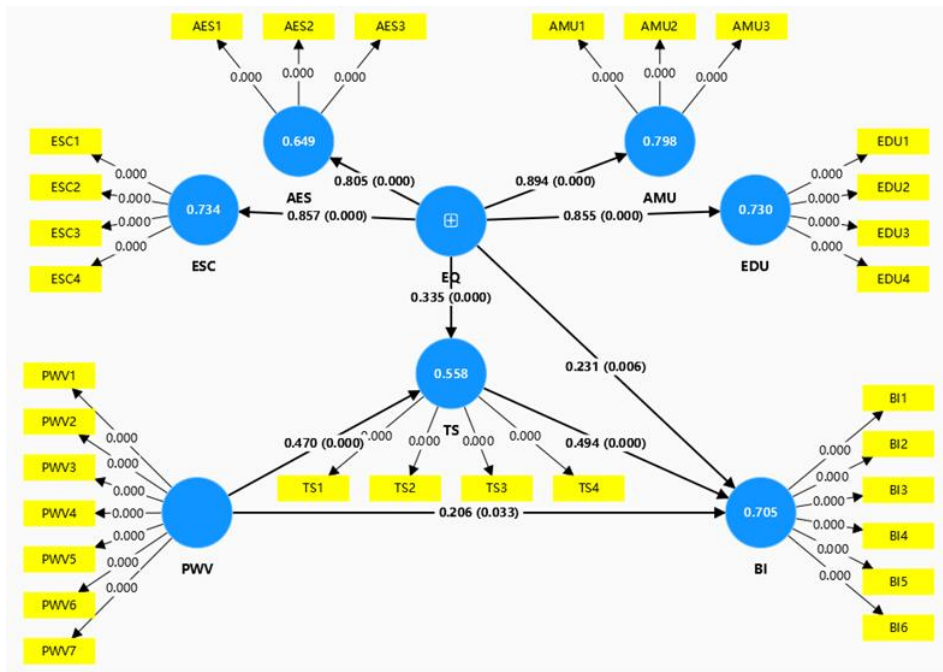 AES1 AES2 AES3
0.000 0.000 0.000
0.649
AES
AMU1 AMU2 AMU3
0.000 0.000 0.000
0.798
AMU
ESC1
ESC2
ESC3
ESC4
0.000
0.000
0.000
0.000
0.734
ESC
EDU1
EDU2
EDU3
EDU4
0.000
0.000
0.000
0.000
0.730
EDU
0.805 (0.000)
0.894 (0.000)
0.857 (0.000)
0.855 (0.000)
EQ
0.335 (0.000)
0.231 (0.006)
0.558
TS
0.470 (0.000)
0.494 (0.000)
0.000 0.000 0.000 0.000
TS1 TS2 TS3 TS4
PWV1
PWV2
PWV3
PWV4
PWV5
PWV6
PWV7
0.000
0.000
0.000
0.000
0.000
0.000
0.000
PWV
0.206 (0.033)
BI1
BI2
BI3
BI4
BI5
BI6
0.000
0.000
0.000
0.000
0.000
0.000
0.705
BI